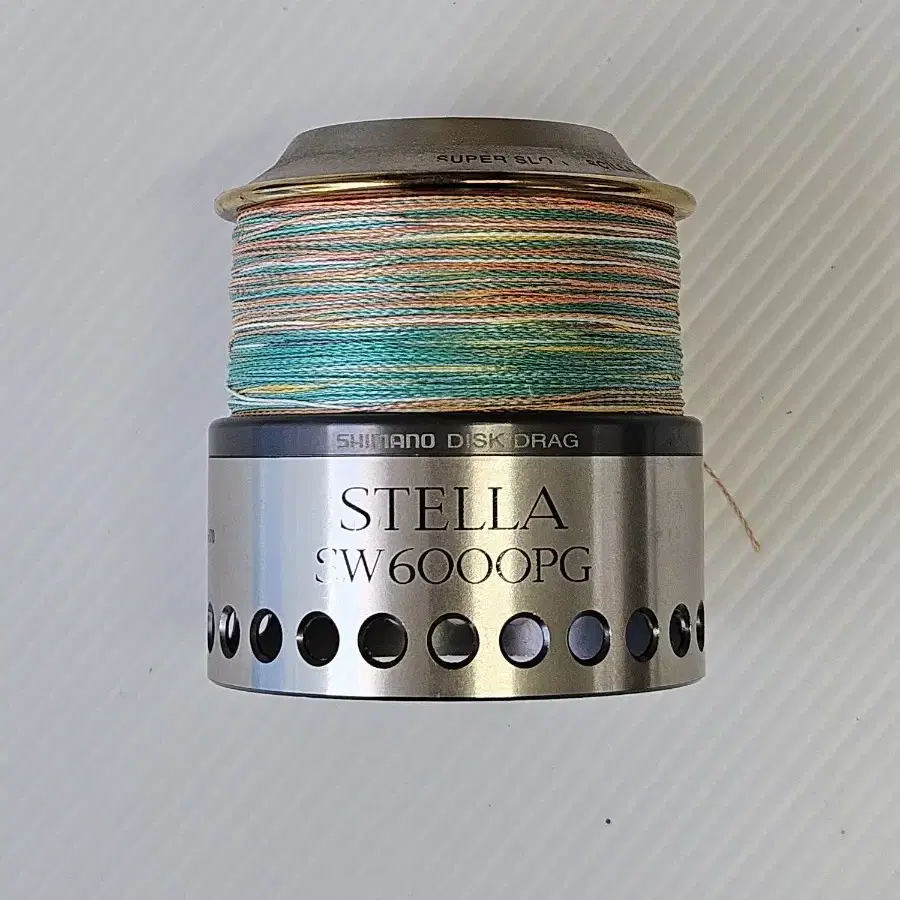 SUPER SLO
SHIMANO DISK DRAG
STELLA
SW6000PG